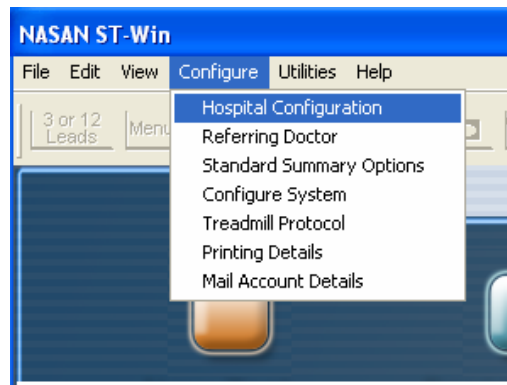 NASAN ST-Win
File Edit View Configure Utilities Help
3 or 12
Leads
Menu
Hospital Configuration
Referring Doctor
Standard Summary Options
Configure System
Treadmill Protocol
Printing Details
Mail Account Details